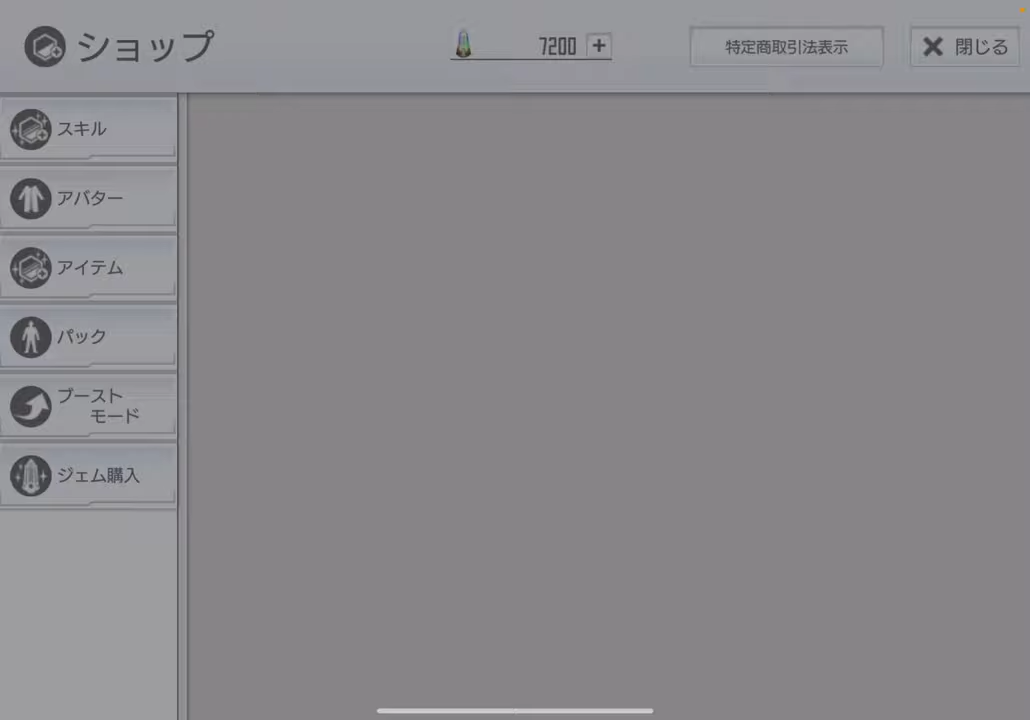 ショップ
7200
特定商取引法表示
閉じる
スキル
アバター
アイテム
パック
ブースト
モード
ジェム購入